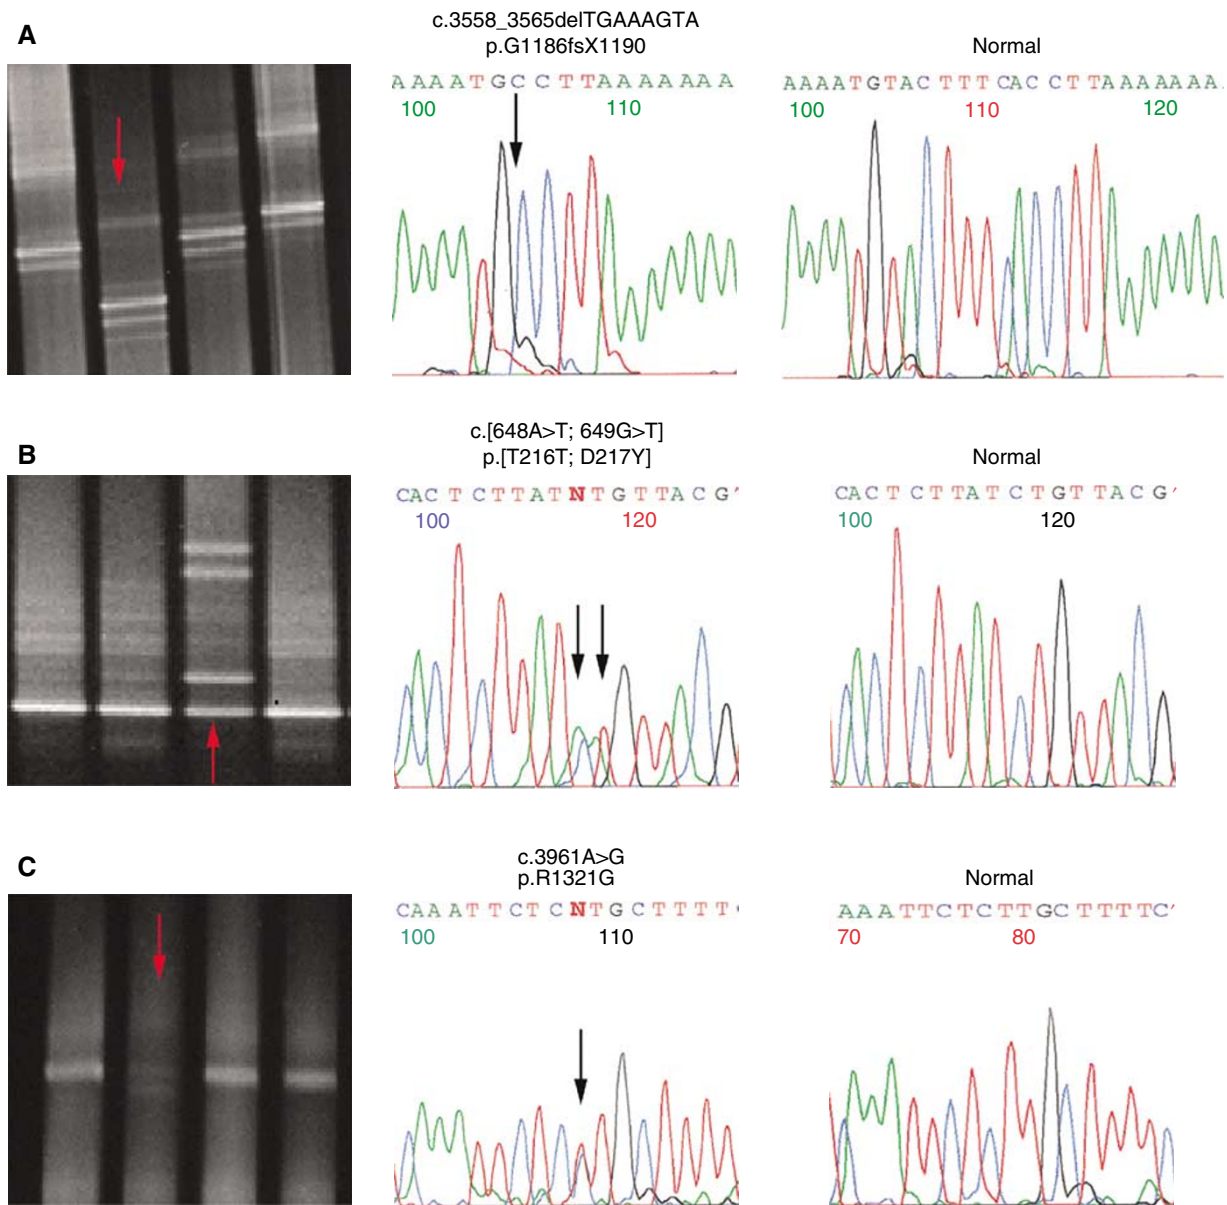 A
c.3558_3565delTGAAAGTA
p.G1186fsX1190
Normal
AAAATGCCTTAAAAAAA
100 110
AAAATGTACTTTCACCTTAAAAAAA
100 110 120
B
c.[648A>T; 649G>T]
p.[T216T; D217Y]
Normal
CACTCTTATNTGTTACG
100 120
CACTCTTATCTGTTACG
100 120
C
c.3961A>G
p.R1321G
Normal
CAAATTCTCNTGCTTTT
100 110
AAATTCTCTTGCTTTTC
70 80